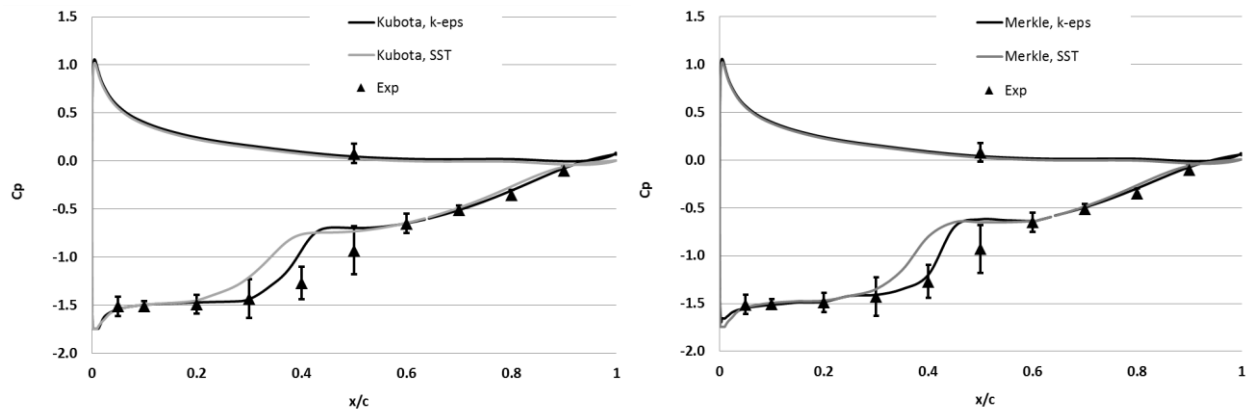 1.5
1.0
0.5
0.0
-0.5
-1.0
-1.5
-2.0
Cp
Kubota, k-eps
Kubota, SST
Exp
0 0.2 0.4 0.6 0.8 1
x/c
1.5
1.0
0.5
0.0
-0.5
-1.0
-1.5
-2.0
Cp
Merkle, k-eps
Merkle, SST
Exp
0 0.2 0.4 0.6 0.8 1
x/c